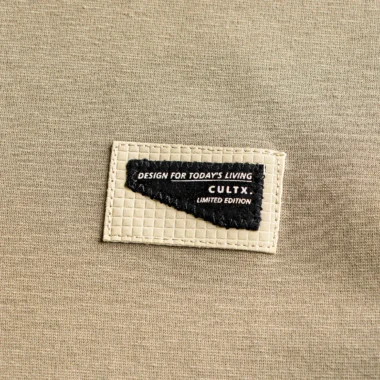 DESIGN FOR TODAY'S LIVING
CULTX.
LIMITED EDITION